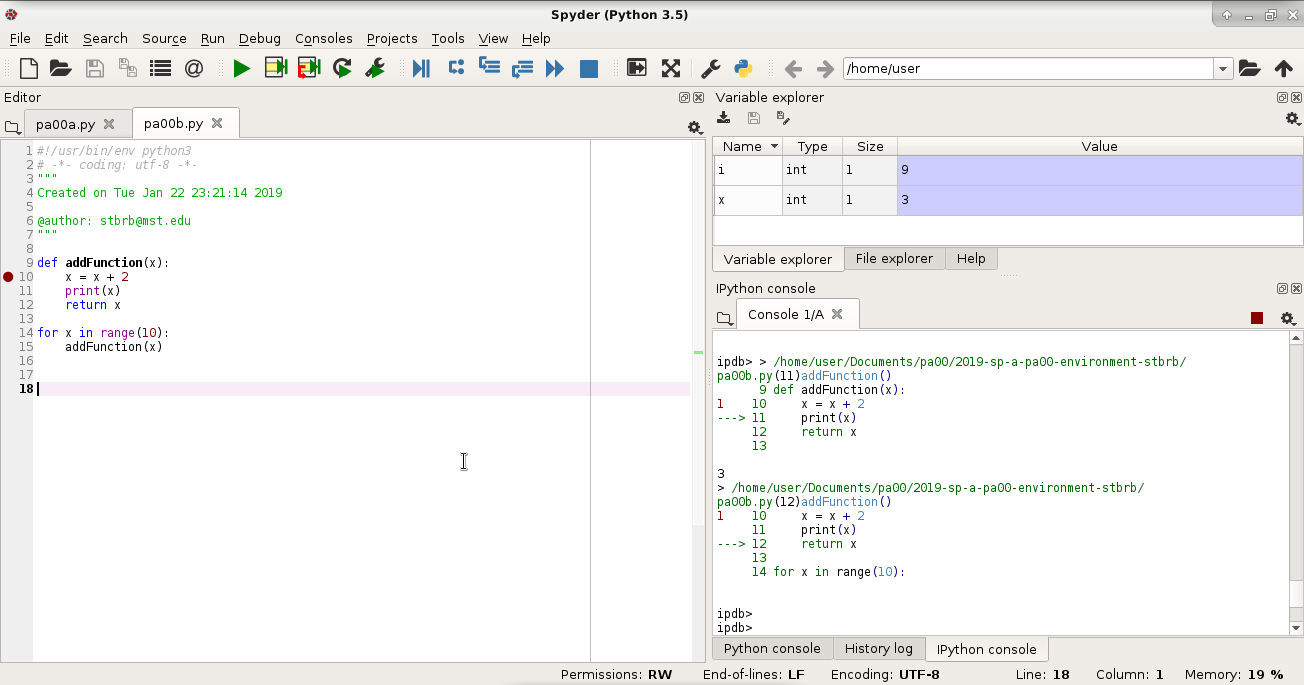 Spyder (Python 3.5)
File Edit Search Source Run Debug Consoles Projects Tools View Help
/home/user
Editor
pa00a.py pa00b.py
1 #!/usr/bin/env python3
2 # -*- coding: utf-8 -*-
3 """
4 Created on Tue Jan 22 23:21:14 2019
5
6 @author: stbrb@mst.edu
7 """
8
9 def addFunction(x):
10     x = x + 2
11     print(x)
12     return x
13
14 for x in range(10):
15     addFunction(x)
16
17
18
Variable explorer
Name Type Size Value
i int 1 9
x int 1 3
Variable explorer File explorer Help
IPython console
Console 1/A
ipdb> > /home/user/Documents/pa00/2019-sp-a-pa00-environment-stbrb/
pa00b.py(11)addFunction()
      9 def addFunction(x):
1    10     x = x + 2
---> 11     print(x)
     12     return x
     13
3
> /home/user/Documents/pa00/2019-sp-a-pa00-environment-stbrb/
pa00b.py(12)addFunction()
1    10     x = x + 2
     11     print(x)
---> 12     return x
     13
     14 for x in range(10):
ipdb>
ipdb>
Python console History log IPython console
Permissions: RW End-of-lines: LF Encoding: UTF-8 Line: 18 Column: 1 Memory: 19 %